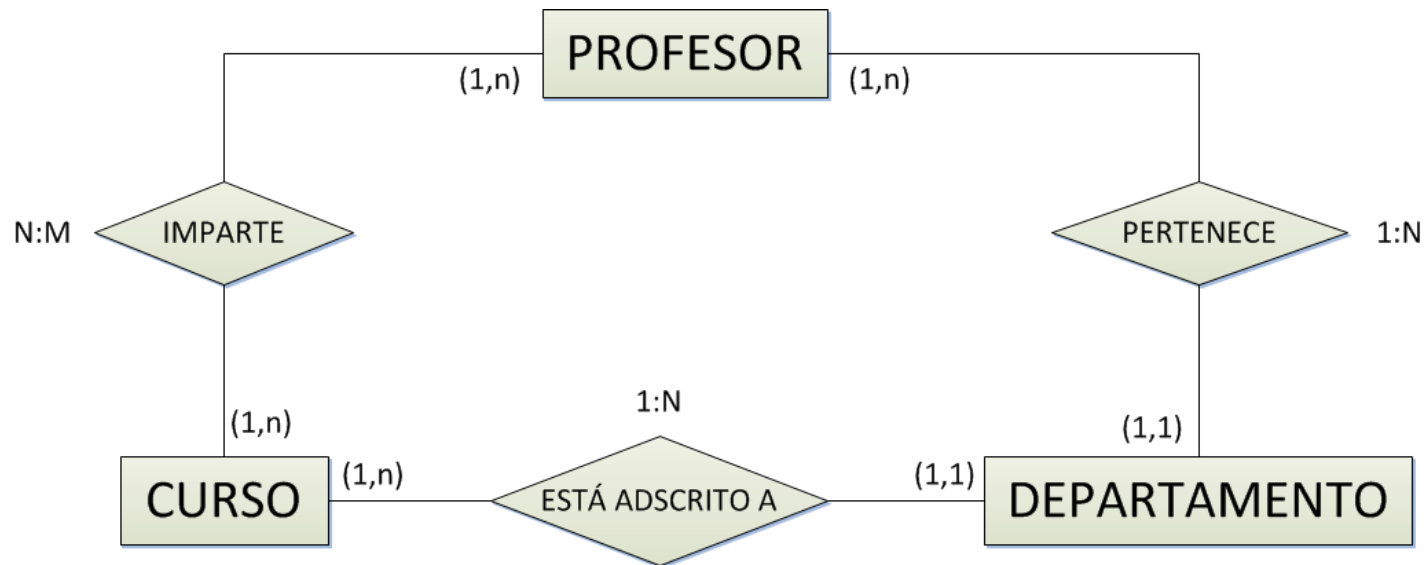 PROFESOR
(1,n)
(1,n)
N:M
IMPARTE
PERTENECE
1:N
1:N
(1,n)
(1,1)
CURSO
(1,n)
ESTÁ ADSCRITO A
(1,1)
DEPARTAMENTO